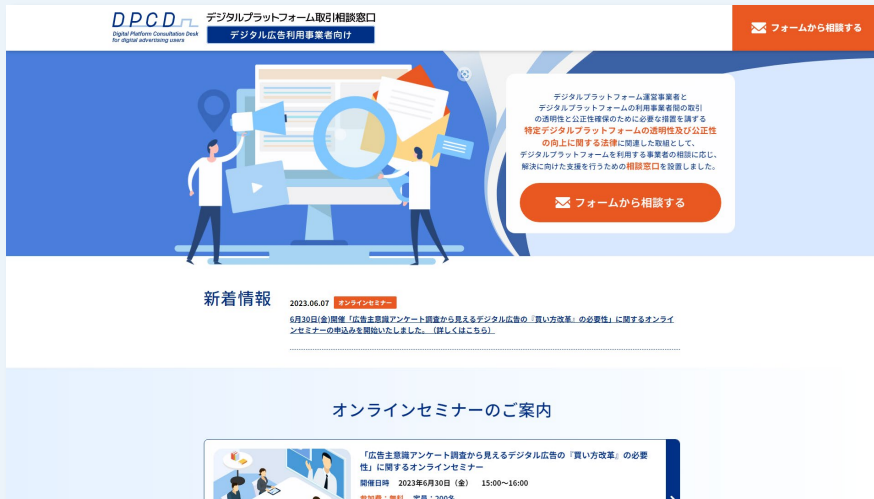 DPCD
Digital Platform Consultation Desk
for digital advertising users
デジタルプラットフォーム取引相談窓口
デジタル広告利用事業者向け
フォームから相談する
デジタルプラットフォーム運営事業者と
デジタルプラットフォームの利用事業者間の取引
の透明性と公正性確保のために必要な措置を講ずる
特定デジタルプラットフォームの透明性及び公正性
の向上に関する法律に関連した取組として、
デジタルプラットフォームを利用する事業者の相談に応じ、
解決に向けた支援を行うための相談窓口を設置しました。
フォームから相談する
新着情報
2023.06.07 オンラインセミナー
6月30日(金)開催「広告主意識アンケート調査から見えるデジタル広告の『買い方改革』の必要性」に関するオンライ
ンセミナーの申込みを開始いたしました。（詳しくはこちら）
オンラインセミナーのご案内
「広告主意識アンケート調査から見えるデジタル広告の『買い方改革』の必要
性」に関するオンラインセミナー
開催日時 2023年6月30日（金） 15:00～16:00
参加費：無料 定員：200名